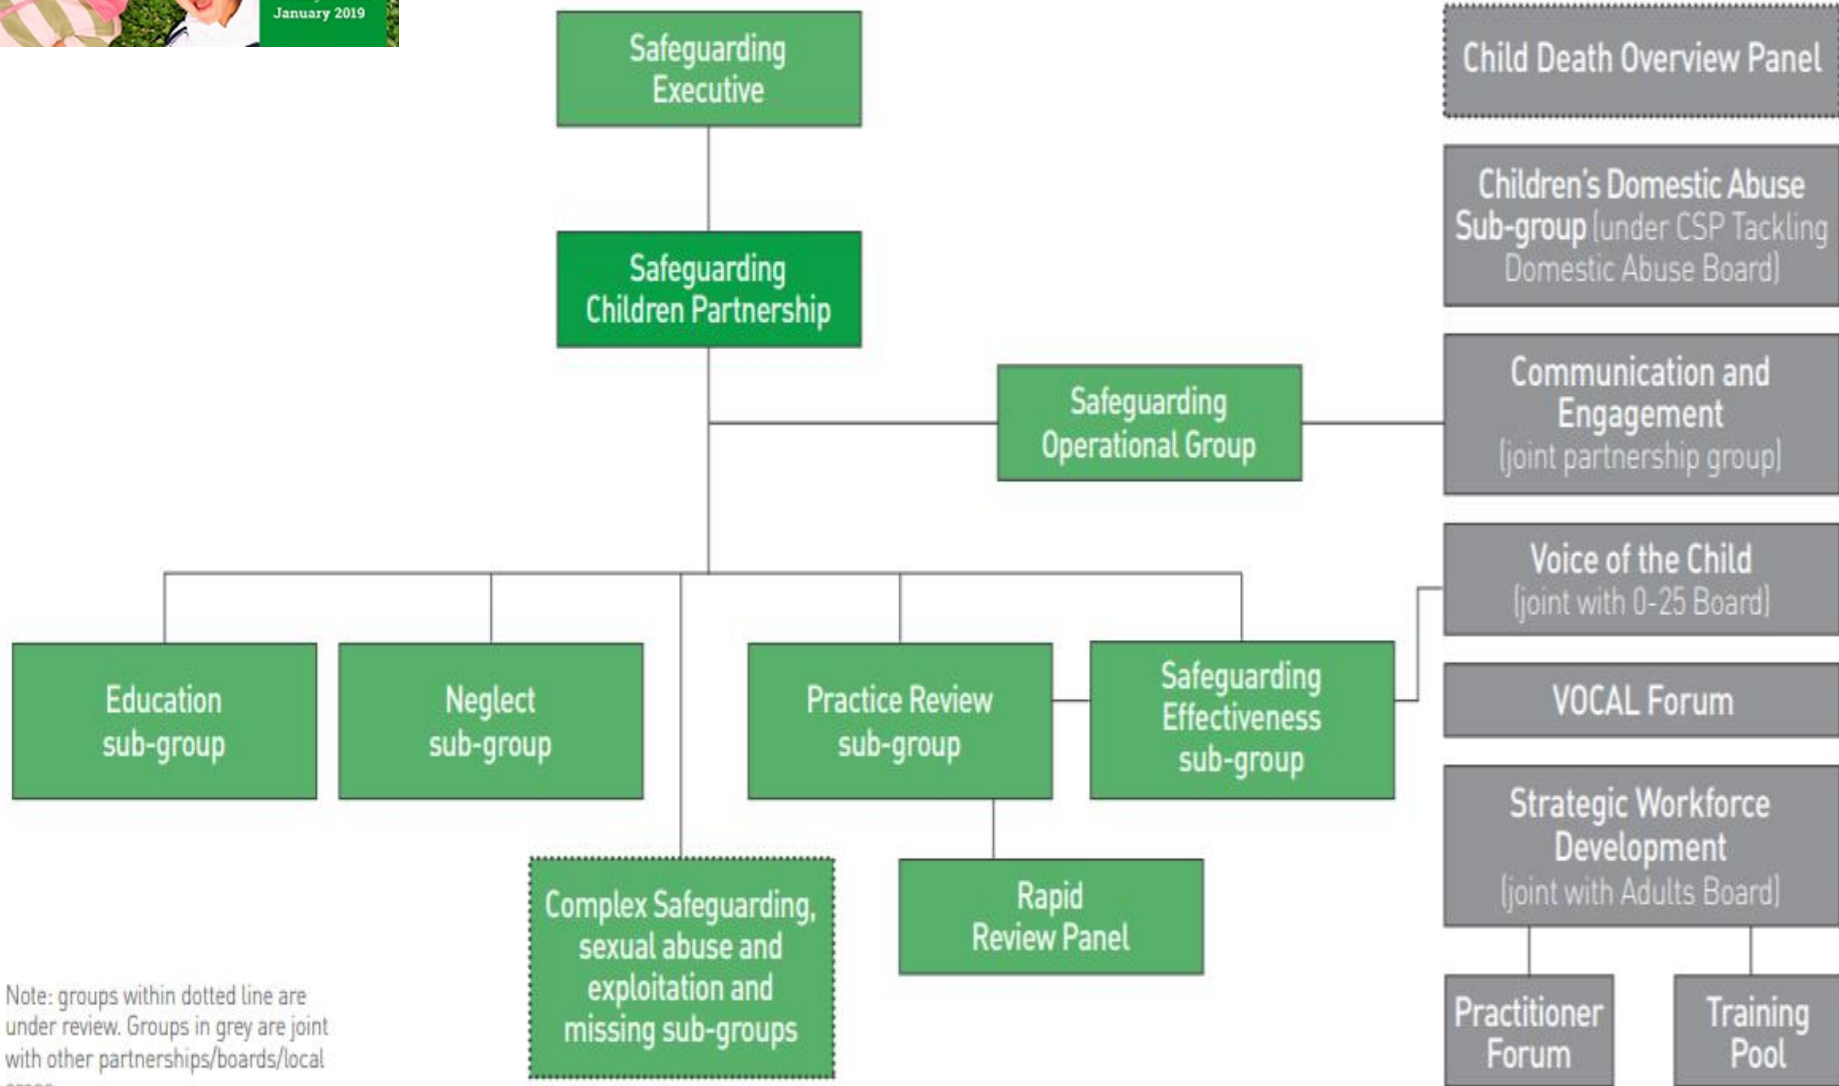 January 2019
Safeguarding
Executive
Child Death Overview Panel
Children's Domestic Abuse
Sub-group (under CSP Tackling
Domestic Abuse Board)
Safeguarding
Children Partnership
Communication and
Engagement
(joint partnership group)
Safeguarding
Operational Group
Voice of the Child
(joint with 0-25 Board)
Education
sub-group
Neglect
sub-group
Practice Review
sub-group
Safeguarding
Effectiveness
sub-group
VOCAL Forum
Strategic Workforce
Development
(joint with Adults Board)
Complex Safeguarding,
sexual abuse and
exploitation and
missing sub-groups
Rapid
Review Panel
Practitioner
Forum
Training
Pool
Note: groups within dotted line are
under review. Groups in grey are joint
with other partnerships/boards/local